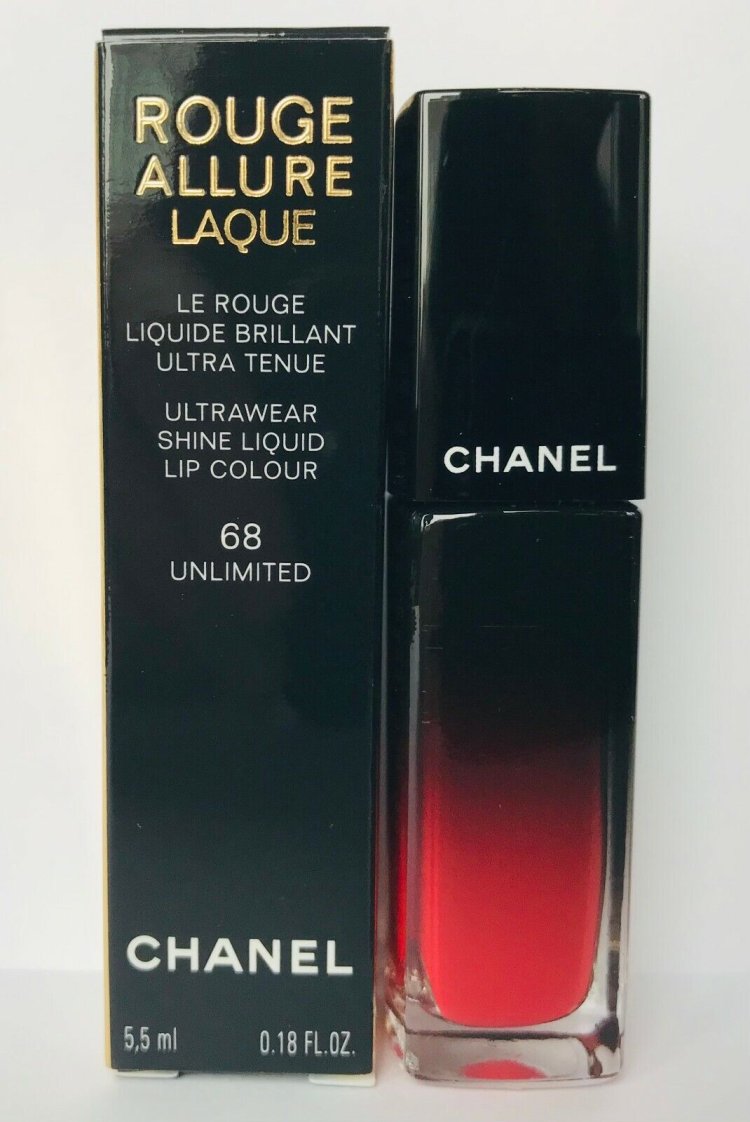 ROUGE
ALLURE
LAQUE
LE ROUGE
LIQUIDE BRILLANT
ULTRA TENUE
ULTRAWEAR
SHINE LIQUID
LIP COLOUR
68
UNLIMITED
CHANEL
5,5 ml 0.18 FL.OZ.
CHANEL